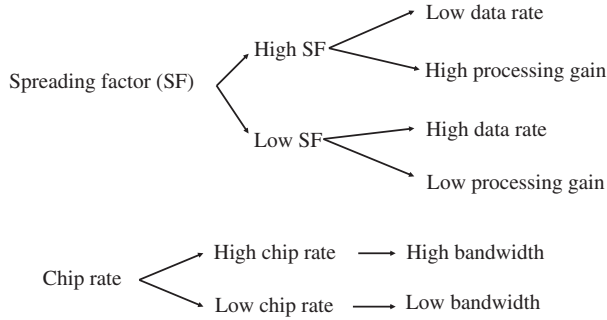 Low data rate
High SF
High processing gain
Spreading factor (SF)
High data rate
Low SF
Low processing gain
High chip rate
High bandwidth
Chip rate
Low chip rate
Low bandwidth